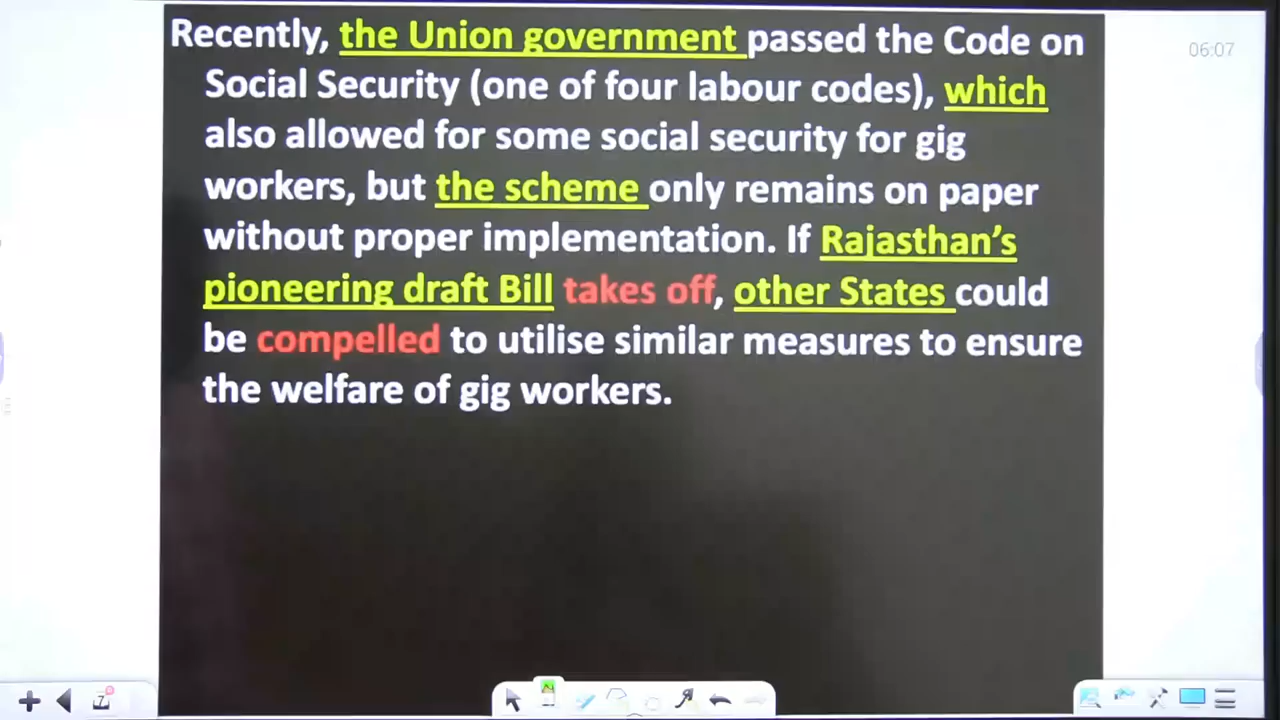 Recently, the Union government passed the Code on
06:07
Social Security (one of four labour codes), which
also allowed for some social security for gig
workers, but the scheme only remains on paper
without proper implementation. If Rajasthan's
pioneering draft Bill takes off, other States could
be compelled to utilise similar measures to ensure
the welfare of gig workers.